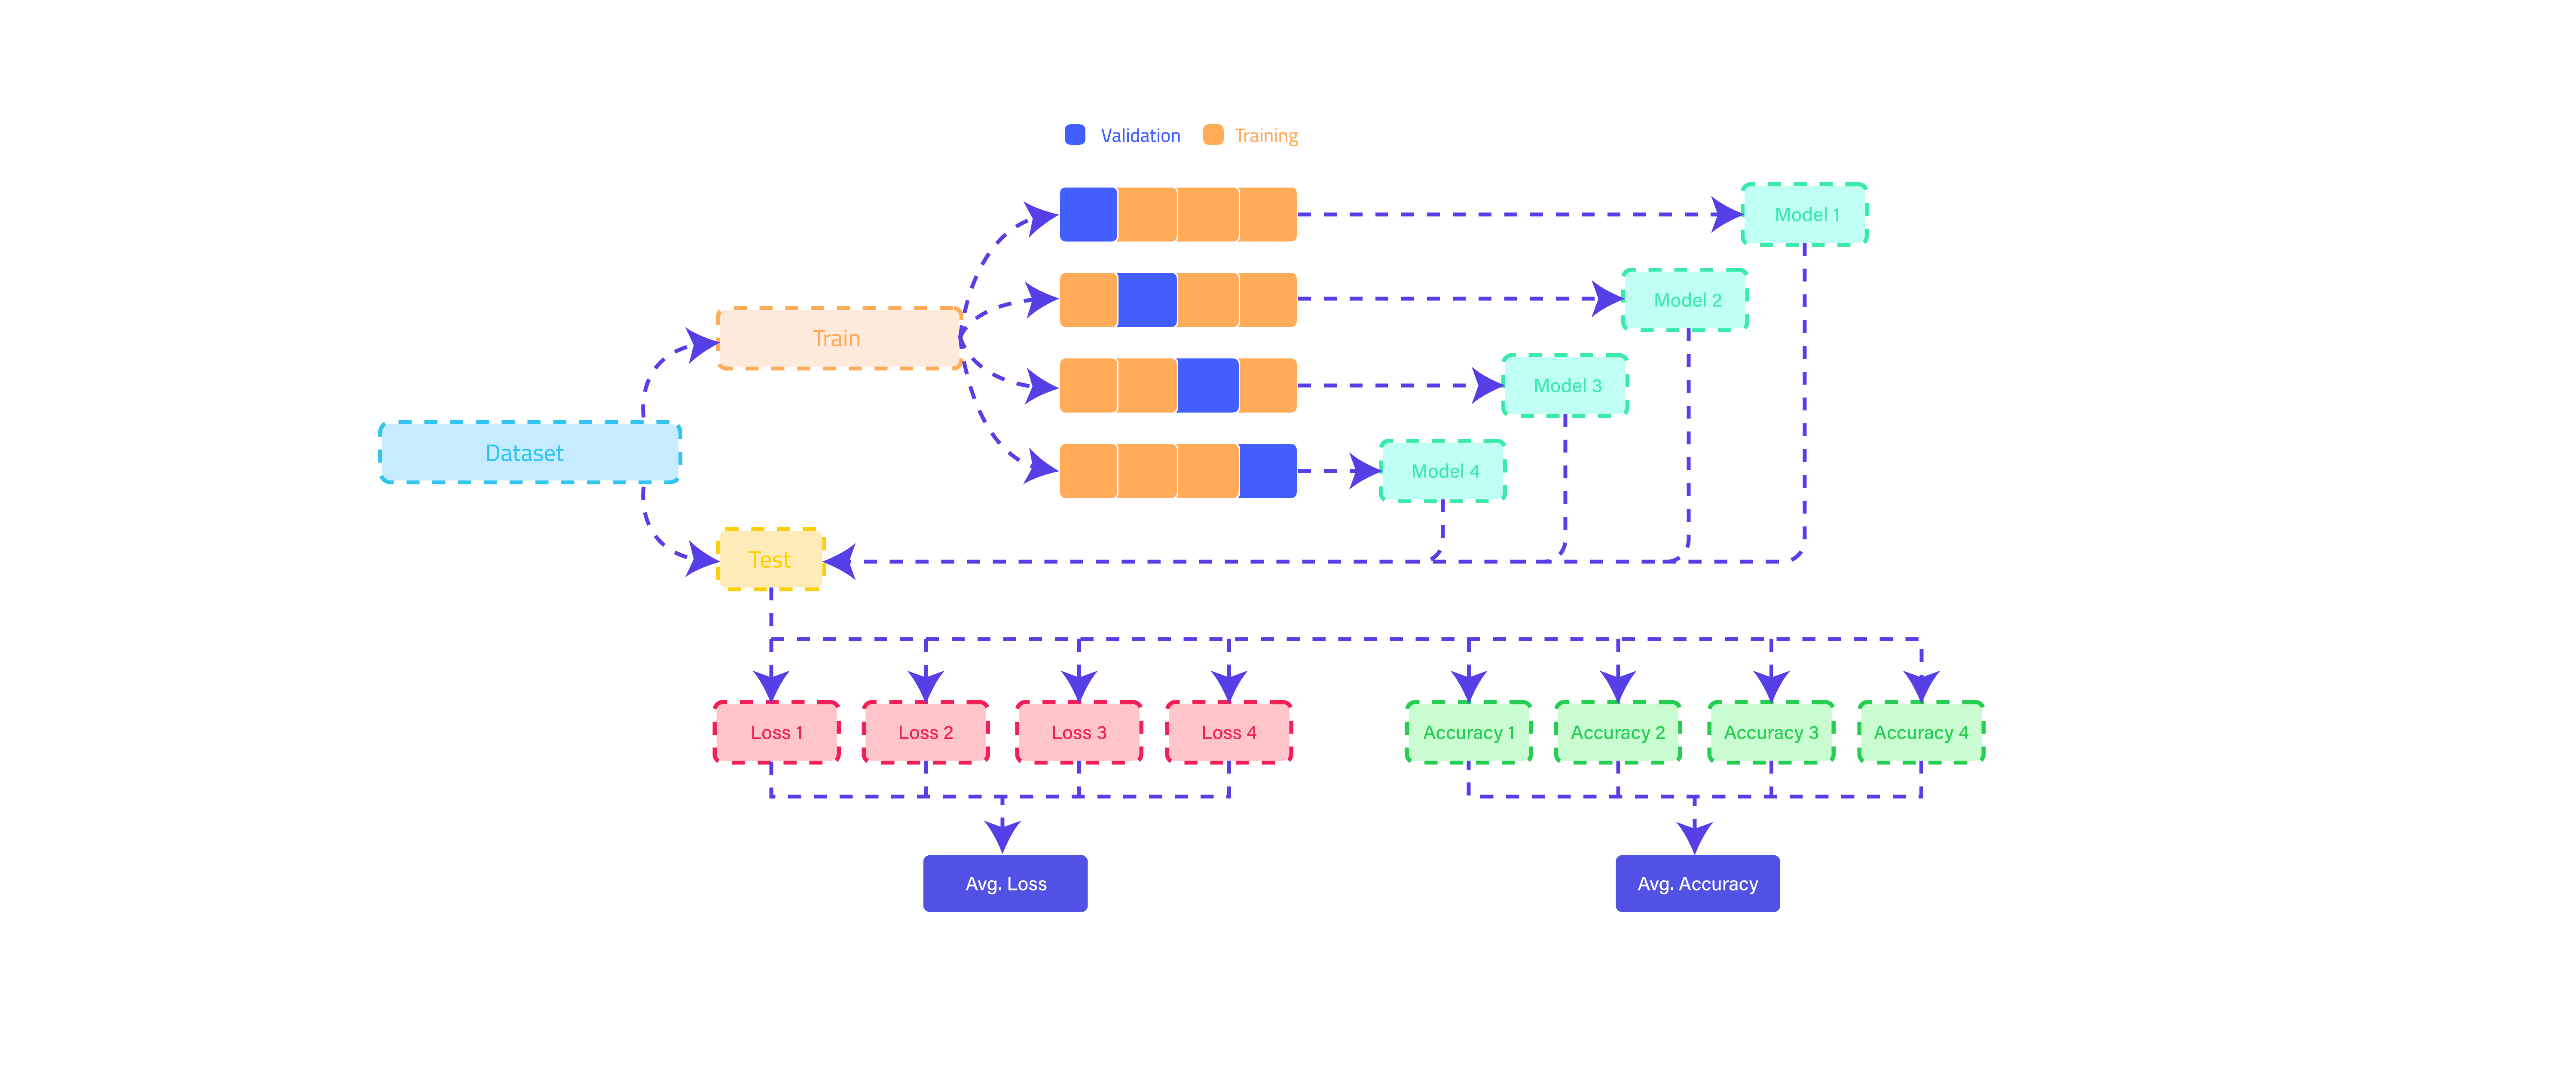 Validation
Training
Model 1
Model 2
Train
Model 3
Dataset
Model 4
Test
Loss 1
Loss 2
Loss 3
Loss 4
Accuracy 1
Accuracy 2
Accuracy 3
Accuracy 4
Avg. Loss
Avg. Accuracy